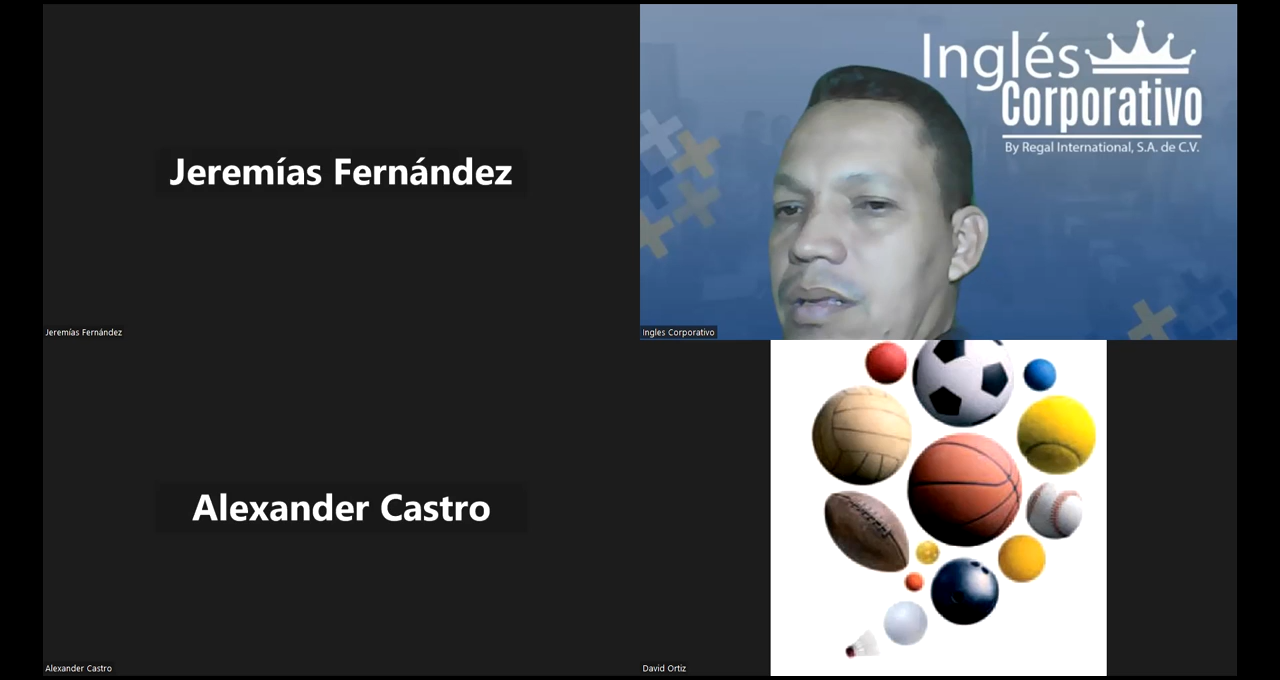 Jeremías Fernández
Jeremías Fernández
Inglés
Corporativo
By Regal International, S.A. de C.V.
Ingles Corporativo
Alexander Castro
Alexander Castro
David Ortiz